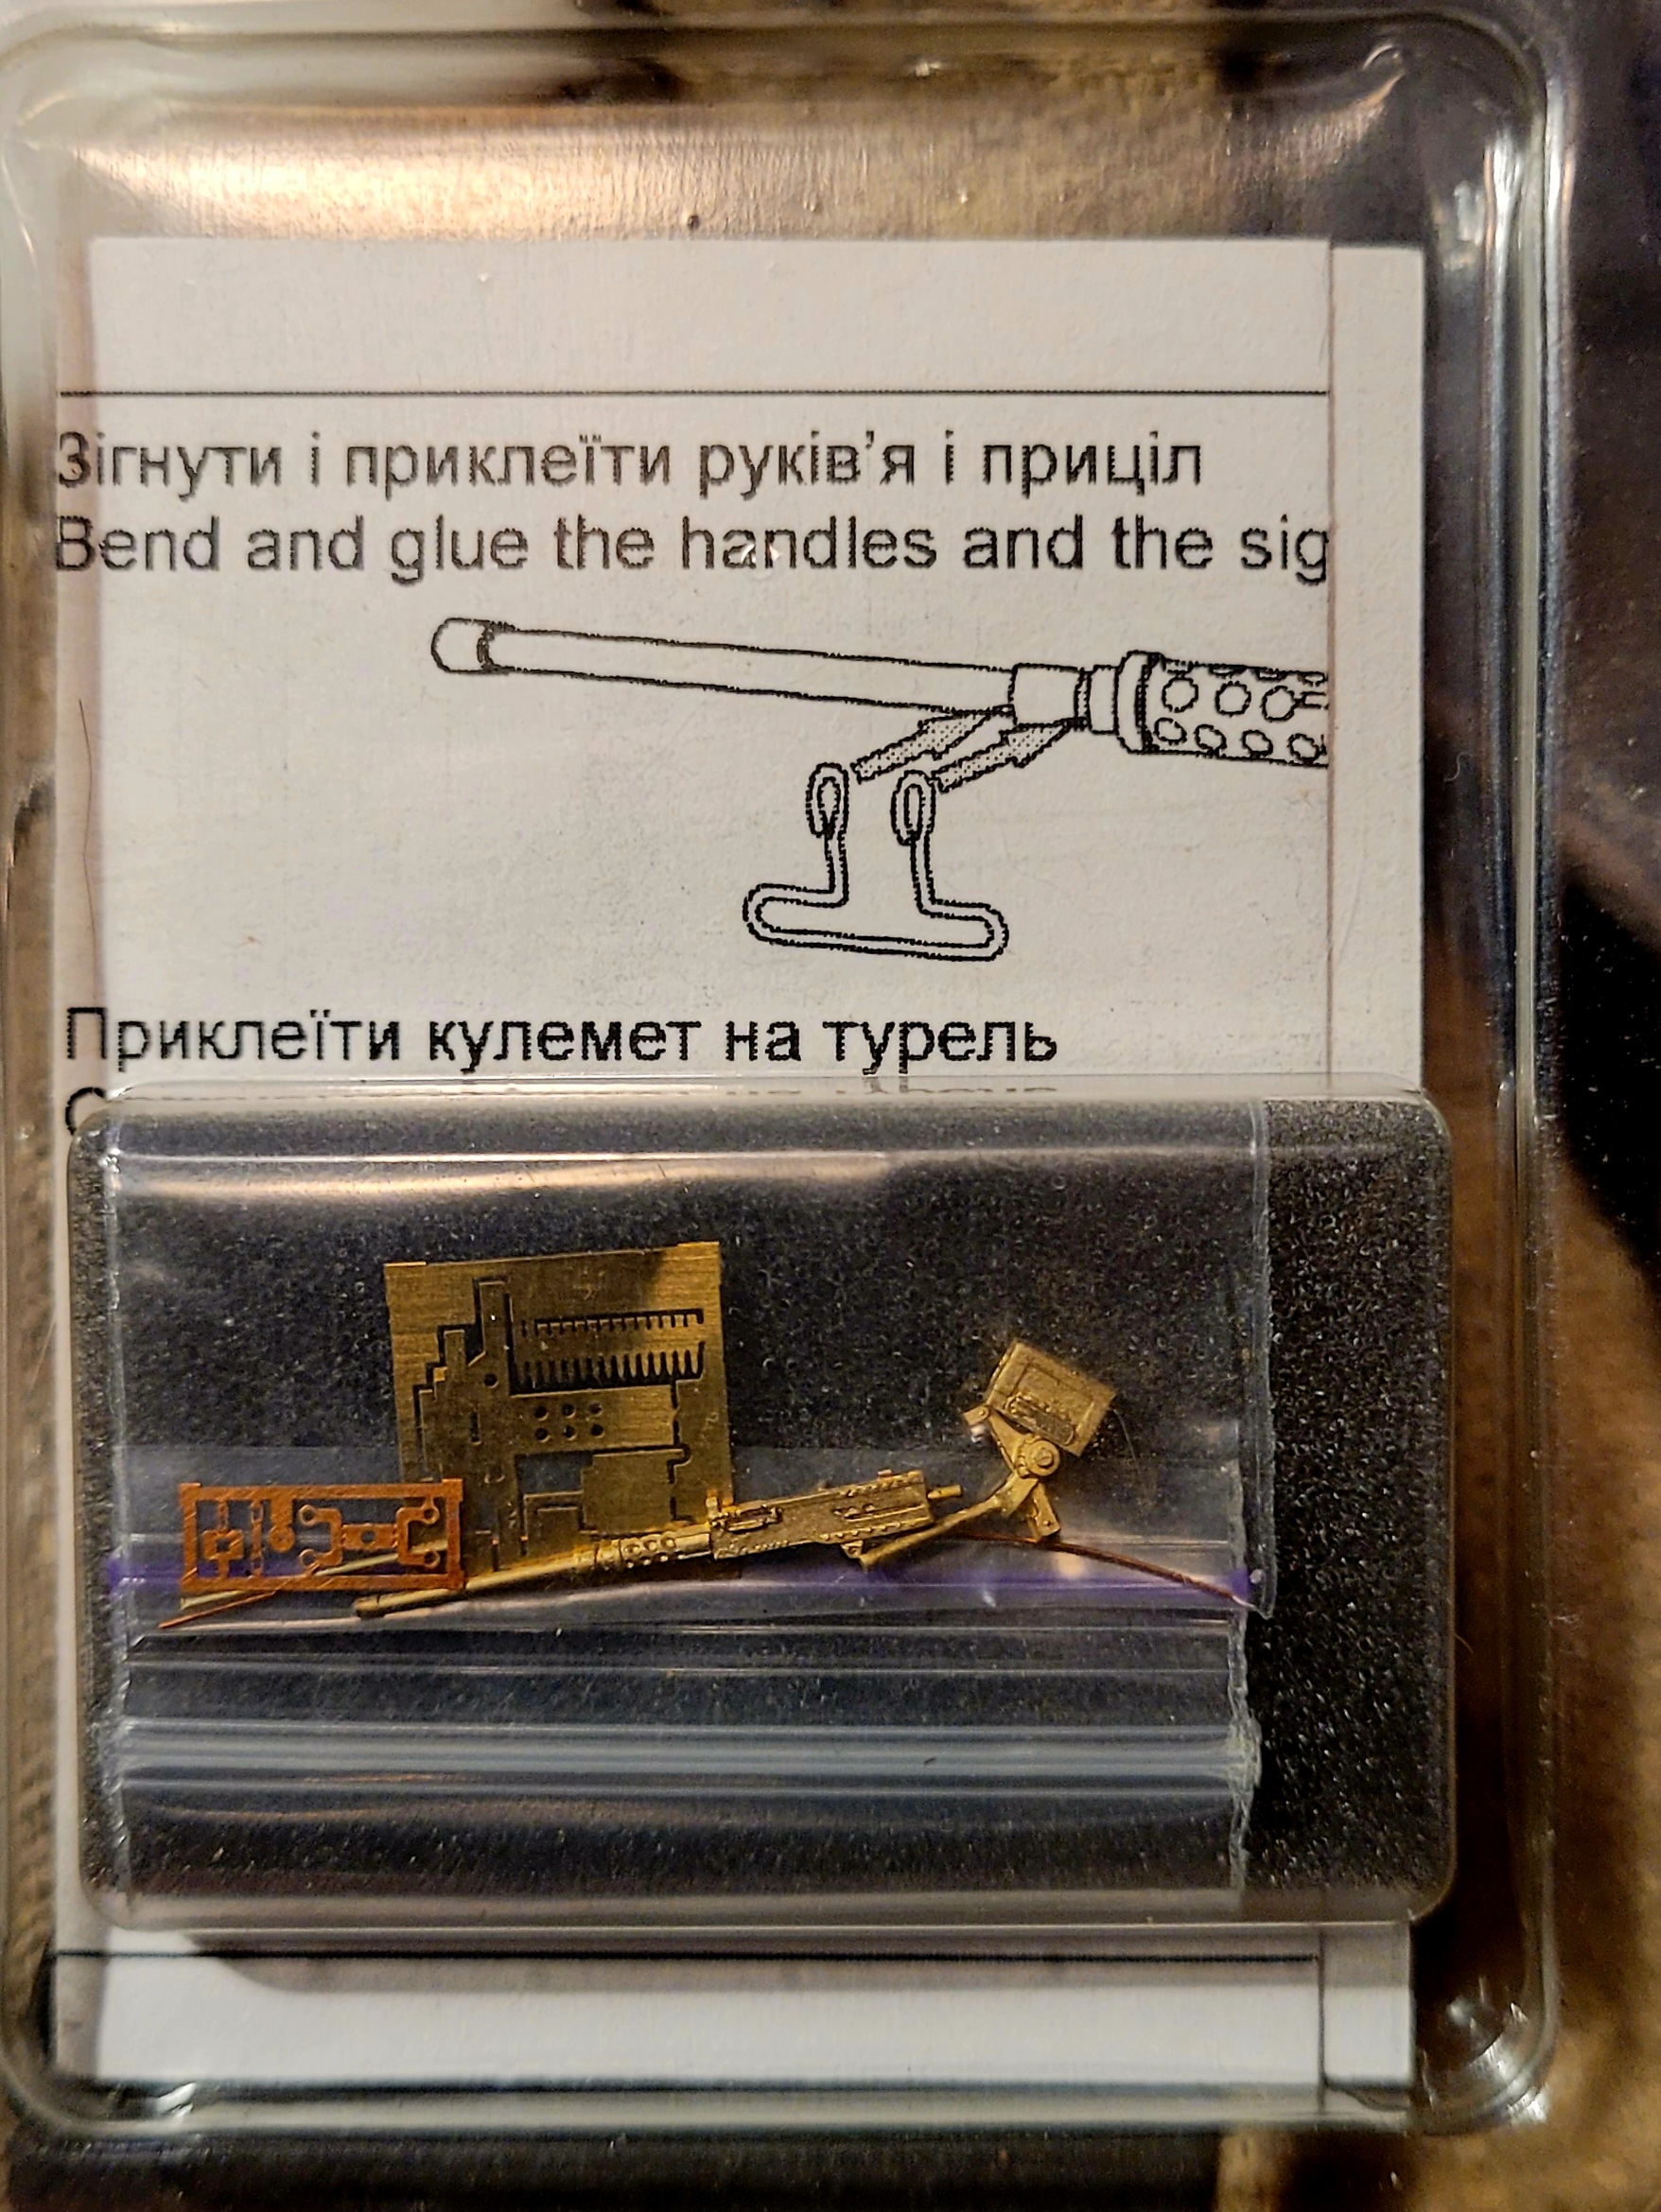 Зігнути і приклеїти руків’я і приціл
Bend and glue the handles and the sig
Приклеїти кулемет на турель